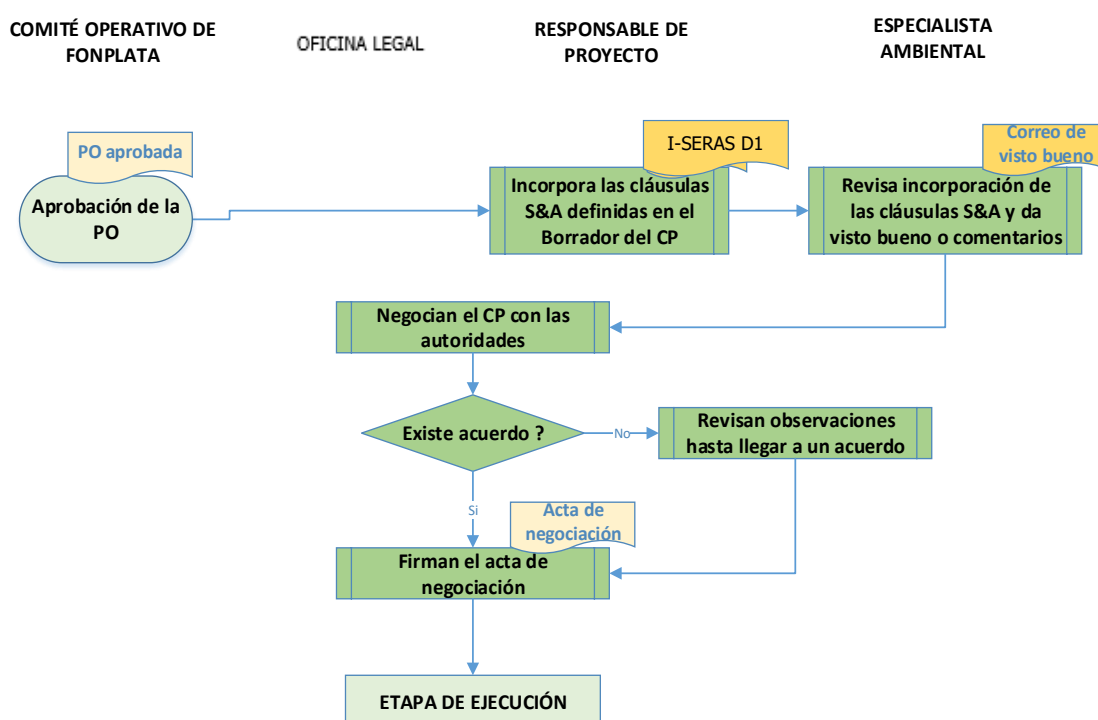 COMITÉ OPERATIVO DE
FONPLATA
OFICINA LEGAL
RESPONSABLE DE
PROYECTO
ESPECIALISTA
AMBIENTAL
PO aprobada
Aprobación de la
PO
I-SERAS D1
Incorpora las cláusulas
S&A definidas en el
Borrador del CP
Correo de
visto bueno
Revisa incorporación de
las cláusulas S&A y da
visto bueno o comentarios
Negocian el CP con las
autoridades
Existe acuerdo ?
No
Revisan observaciones
hasta llegar a un acuerdo
Si
Acta de
negociación
Firman el acta de
negociación
ETAPA DE EJECUCIÓN